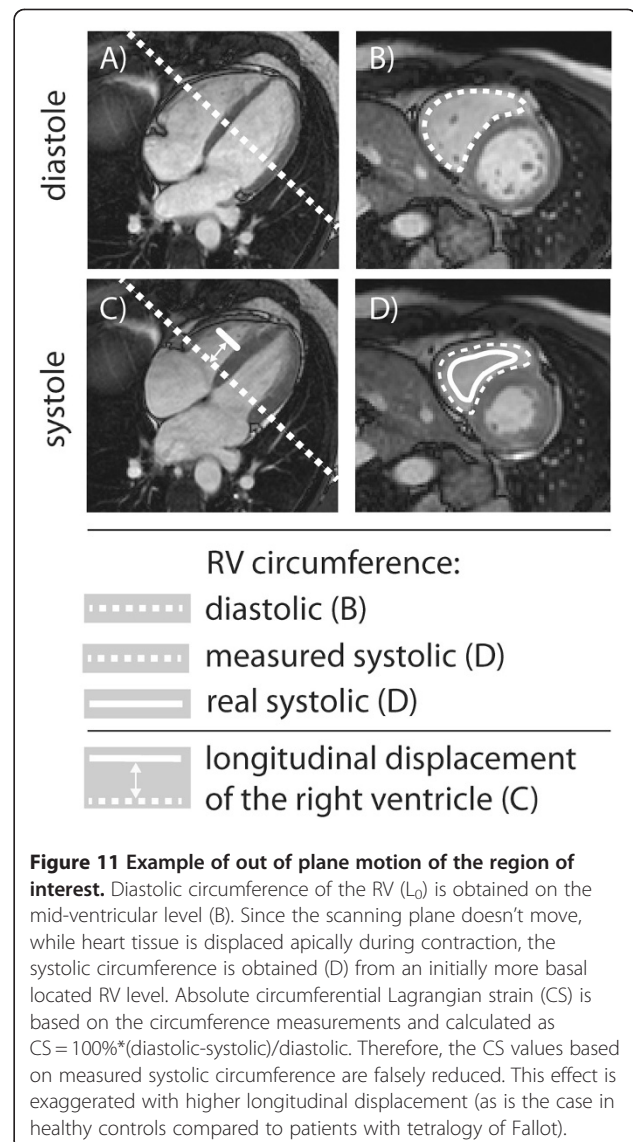 A)
B)
diastole
C)
D)
systole
RV circumference:
diastolic (B)
measured systolic (D)
real systolic (D)
longitudinal displacement
of the right ventricle (C)
Figure 11 Example of out of plane motion of the region of
interest. Diastolic circumference of the RV (L₀) is obtained on the
mid-ventricular level (B). Since the scanning plane doesn't move,
while heart tissue is displaced apically during contraction, the
systolic circumference is obtained (D) from an initially more basal
located RV level. Absolute circumferential Lagrangian strain (CS) is
based on the circumference measurements and calculated as
CS = 100%*(diastolic-systolic)/diastolic. Therefore, the CS values based
on measured systolic circumference are falsely reduced. This effect is
exaggerated with higher longitudinal displacement (as is the case in
healthy controls compared to patients with tetralogy of Fallot).